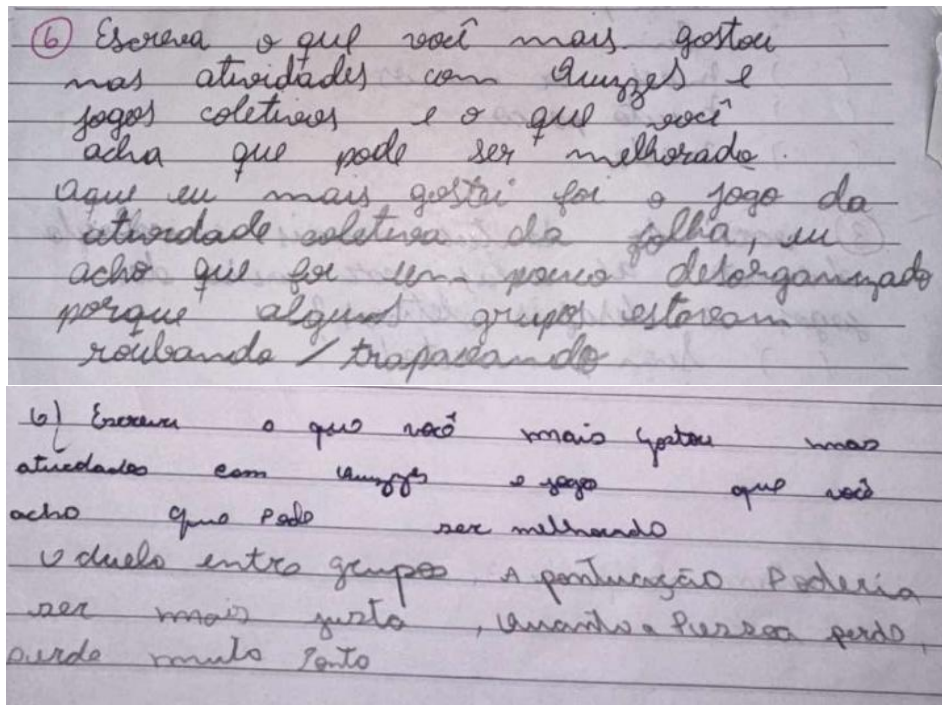 6 Escreva o que você mais gostou
nas atividades com Quizzes e
jogos coletivos e o que você
acha que pode ser melhorado.
aque eu mais gostei foi o jogo da
atividade coletiva da folha, eu
acho que foi um pouco desorganizado
porque alguns grupos estavam
roubando / trapaceando
6) Escreva o que você mais gostou nas
atividades com Quizzes e jogo que você
acho que Pode ser melhorado
O duelo entre grupos. A pontuação Poderia
ser mais justa, Quando a Pessoa perde,
perde muito Ponto